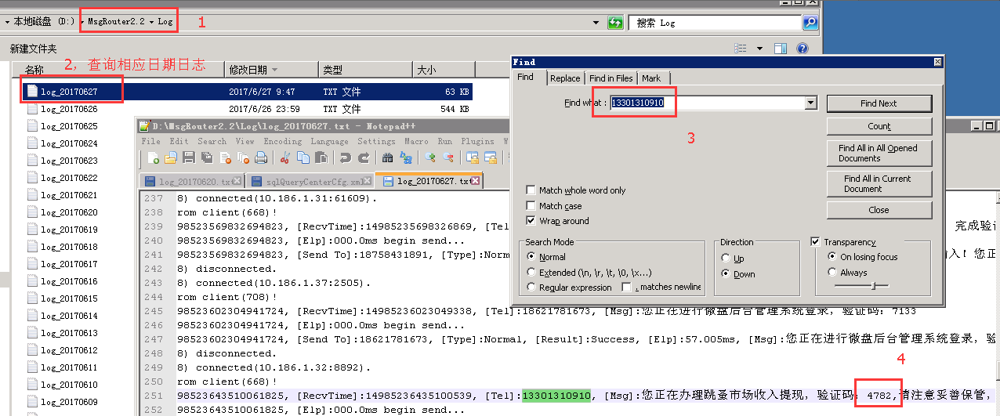 本地磁盘 (D:) ▸ MsgRouter2.2 ▸ Log
1
搜索 Log
新建文件夹
名称
修改日期
类型
大小
2，查询相应日期日志
log_20170627
2017/6/27 9:47
TXT 文件
63 KB
log_20170626
2017/6/26 23:59
TXT 文件
544 KB
log_20170625
log_20170624
log_20170623
log_20170622
log_20170621
log_20170620
log_20170619
log_20170618
log_20170617
log_20170616
log_20170615
log_20170614
log_20170613
log_20170612
log_20170611
log_20170610
log_20170609
D:\MsgRouter2.2\Log\log_20170627.txt - Notepad++
File Edit Search View Encoding Language Settings Macro Run Plugins W
log_20170620.txt
sqlQueryCenterCfg.xml
log_20170627.txt
237 8) connected(10.186.1.31:61609).
238 rom client(668)!
239 98523569832694823, [RecvTime]:14985235698326869, [Tel] 完成验证
240 98523569832694823, [Elp]:000.0ms begin send...
241 98523569832694823, [Send To]:18758431891, [Type]:Norm 输入！您正
242 8) disconnected.
243 8) connected(10.186.1.37:2505).
244 rom client(708)!
245 98523602304941724, [RecvTime]:14985236023049338, [Tel]:18621781673, [Msg]:您正在进行微盘后台管理系统登录，验证码：7133
246 98523602304941724, [Elp]:000.0ms begin send...
247 98523602304941724, [Send To]:18621781673, [Type]:Normal, [Result]:Success, [Elp]:57.005ms, [Msg]:您正在进行微盘后台管理系统登录，验
248 8) disconnected.
249 8) connected(10.186.1.32:8892).
250 rom client(668)!
251 98523643510061825, [RecvTime]:14985236435100539, [Tel]:13301310910, [Msg]:您正在办理跳蚤市场收入提现，验证码：4782,请注意妥善保管，
252 98523643510061825, [Elp]:000.0ms begin send...
4
Find
Find Replace Find in Files Mark
Find what : 13301310910
3
Find Next
Count
Find All in All Opened
Documents
Find All in Current
Document
Close
Match whole word only
Match case
Wrap around
Search Mode
Normal
Extended (\n, \r, \t, \0, \x...)
Regular expression
. matches newline
Direction
Up
Down
Transparency
On losing focus
Always